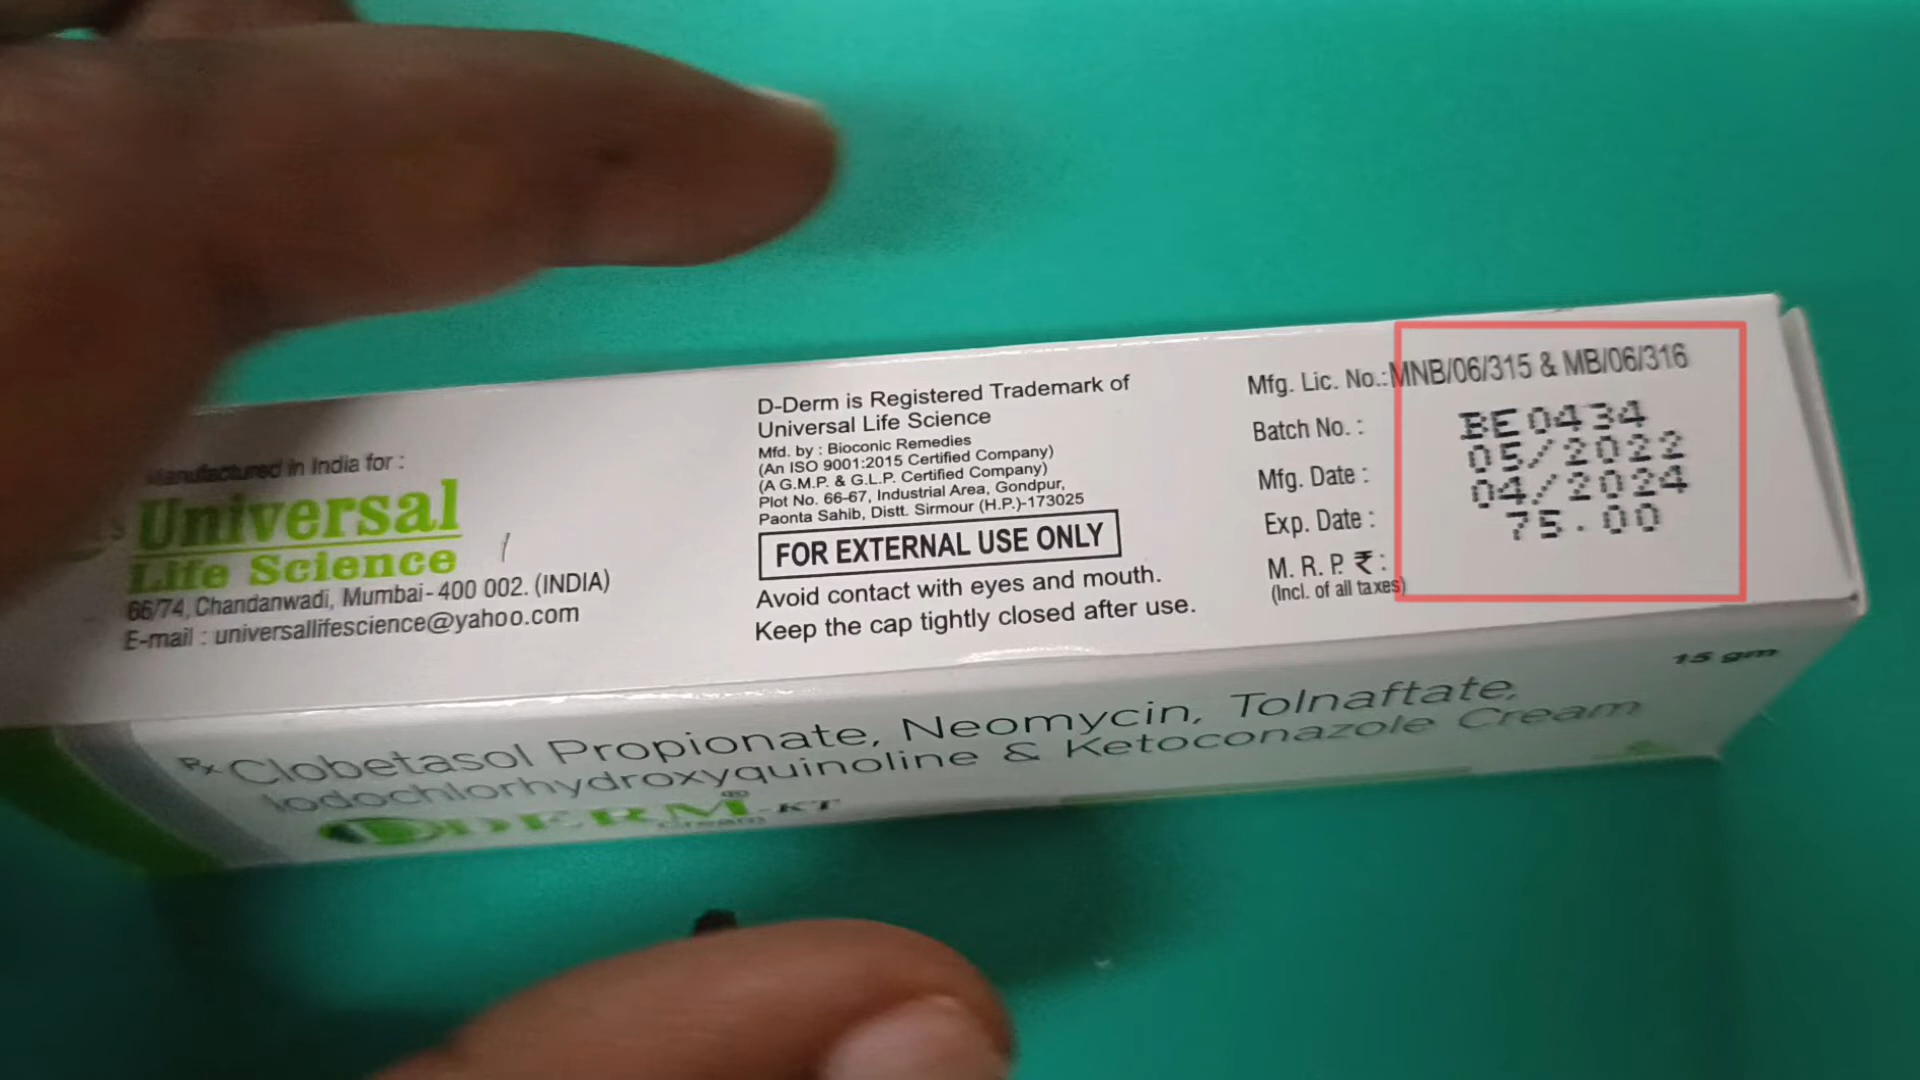 Manufactured in India for :
Universal
Life Science
66/74, Chandanwadi, Mumbai-400 002. (INDIA)
E-mail : universallifescience@yahoo.com
D-Derm is Registered Trademark of
Universal Life Science
Mfd. by : Bioconic Remedies
(An ISO 9001:2015 Certified Company)
(A G.M.P. & G.L.P. Certified Company)
Plot No. 66-67, Industrial Area, Gondpur,
Paonta Sahib, Distt. Sirmour (H.P.)-173025
FOR EXTERNAL USE ONLY
Avoid contact with eyes and mouth.
Keep the cap tightly closed after use.
Mfg. Lic. No.:MNB/06/315 & MB/06/316
Batch No. : BE0434
Mfg. Date : 05/2022
Exp. Date : 04/2024
M. R. P. ₹ : 75.00
(Incl. of all taxes)
15 gm
Rx Clobetasol Propionate, Neomycin, Tolnaftate,
Iodochlorhydroxyquinoline & Ketoconazole Cream
DDERM®-KT
Cream